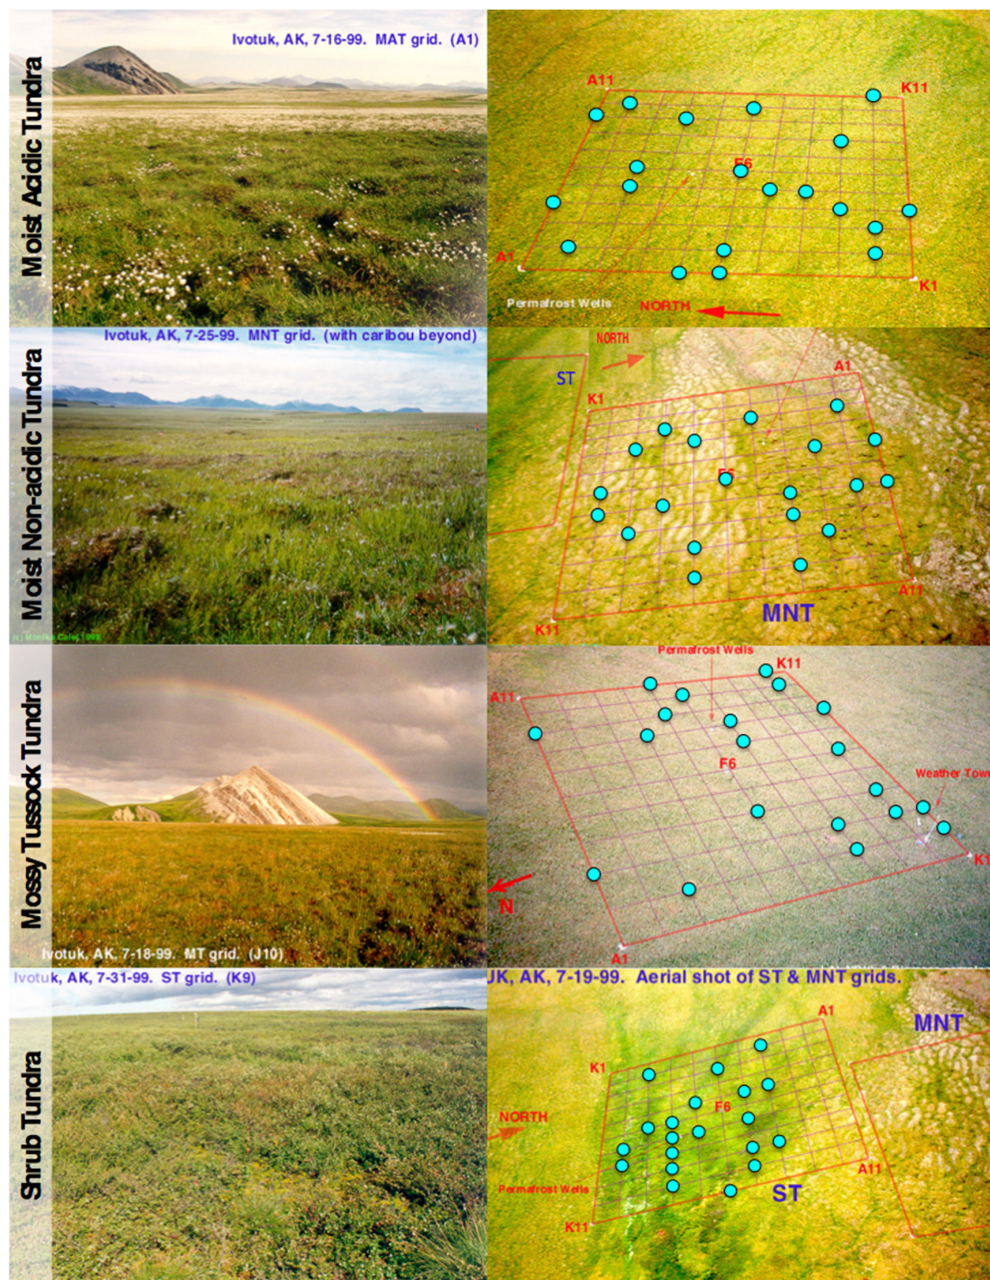 Moist Acidic Tundra
Ivotuk, AK, 7-16-99. MAT grid. (A1)
A11
K11
F6
A1
K1
Permafrost Wells
NORTH
Moist Non-acidic Tundra
Ivotuk, AK, 7-25-99. MNT grid. (with caribou beyond)
NORTH
ST
A1
K1
A11
K11
MNT
Mossy Tussock Tundra
Ivotuk, AK, 7-18-99. MT grid. (J10)
Permafrost Wells
K11
A11
F6
Weather Tow
N
K1
A1
Shrub Tundra
Ivotuk, AK, 7-31-99. ST grid. (K9)
UK, AK, 7-19-99. Aerial shot of ST & MNT grids.
A1
MNT
K1
F6
NORTH
A11
Permafrost Wells
ST
K11